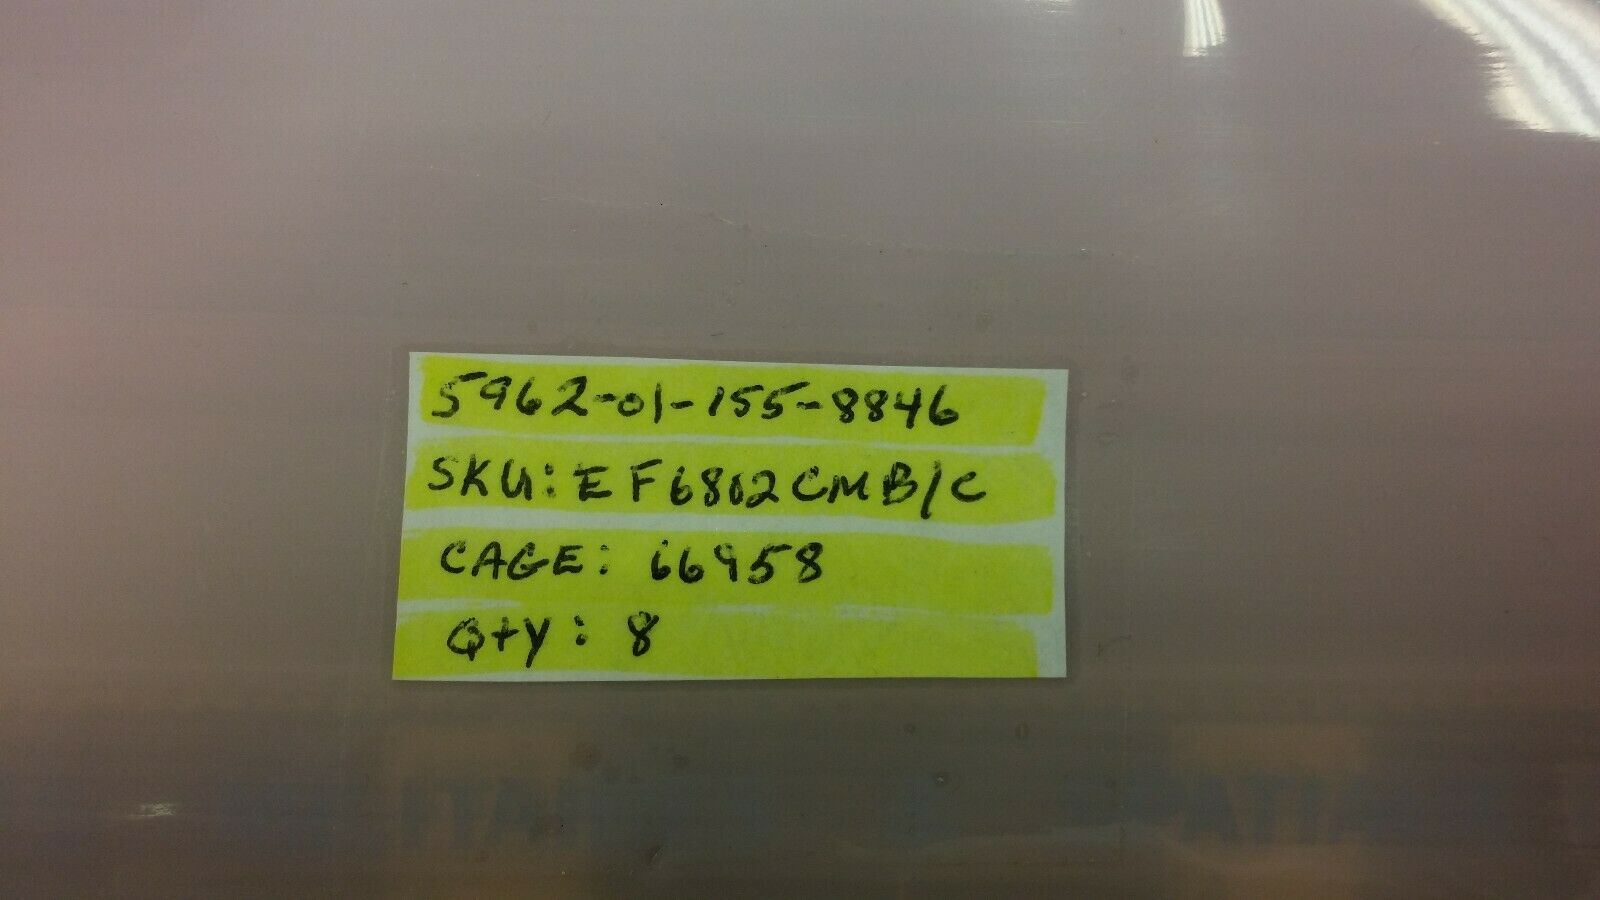 5962-01-155-8846
SKU: EF6802CMB/C
CAGE: 66958
Qty: 8